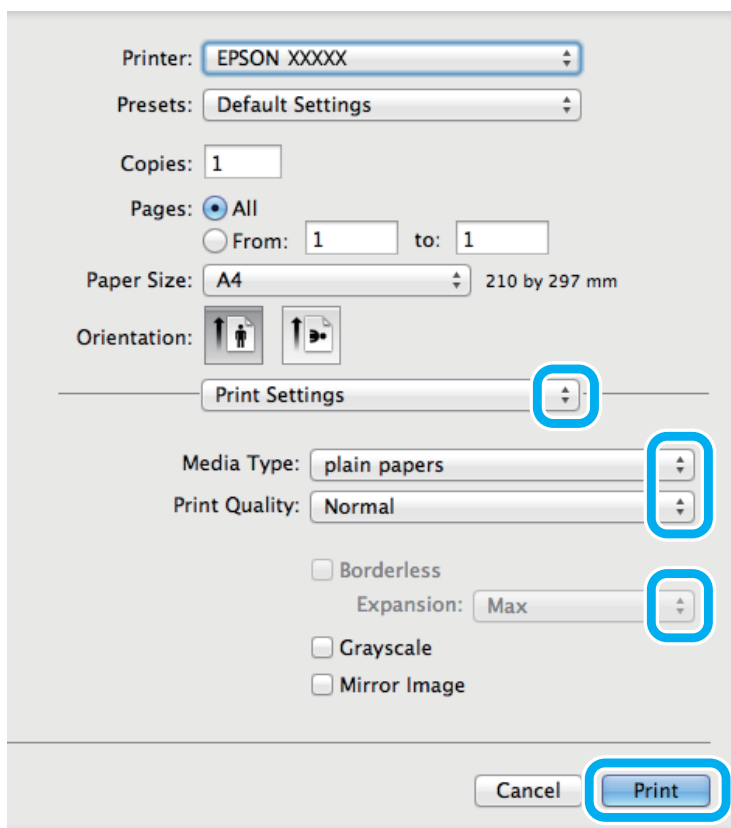 Printer: EPSON XXXXX
Presets: Default Settings
Copies: 1
Pages: All
From: 1 to: 1
Paper Size: A4 210 by 297 mm
Orientation:
Print Settings
Media Type: plain papers
Print Quality: Normal
Borderless
Expansion: Max
Grayscale
Mirror Image
Cancel Print